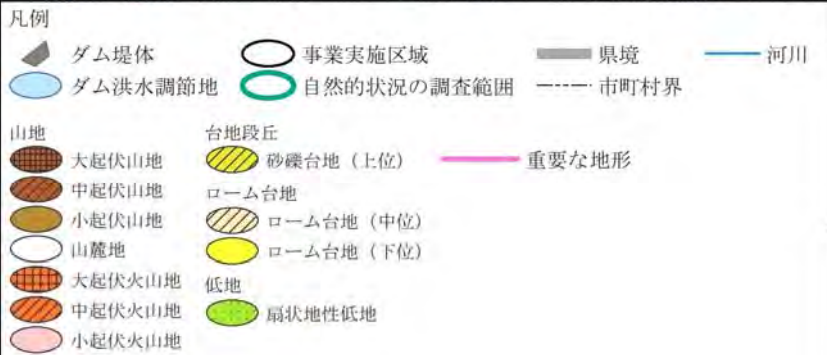 凡例
ダム堤体 事業実施区域 県境 河川
ダム洪水調節地 自然的状況の調査範囲 市町村界
山地
大起伏山地
中起伏山地
小起伏山地
山麓地
大起伏火山地
中起伏火山地
小起伏火山地
台地段丘
砂礫台地（上位）
ローム台地
ローム台地（中位）
ローム台地（下位）
低地
扇状地性低地
重要な地形